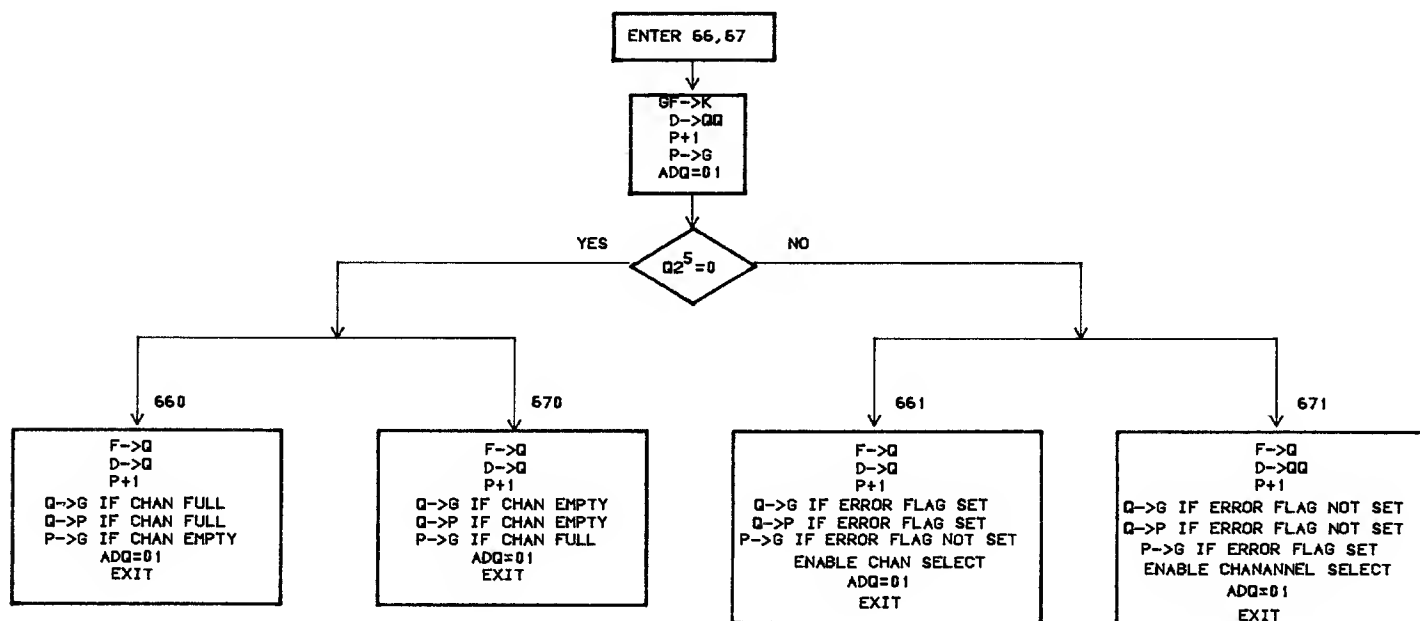 ENTER 66,67
GF->K
D->QQ
P+1
P->G
ADQ=01
YES
NO
Q2^5=0
660
670
661
671
F->Q
D->Q
P+1
Q->G IF CHAN FULL
Q->P IF CHAN FULL
P->G IF CHAN EMPTY
ADQ=01
EXIT
F->Q
D->Q
P+1
Q->G IF CHAN EMPTY
Q->P IF CHAN EMPTY
P->G IF CHAN FULL
ADQ=01
EXIT
F->Q
D->Q
P+1
Q->G IF ERROR FLAG SET
Q->P IF ERROR FLAG SET
P->G IF ERROR FLAG NOT SET
ENABLE CHAN SELECT
ADQ=01
EXIT
F->Q
D->QQ
P+1
Q->G IF ERROR FLAG NOT SET
Q->P IF ERROR FLAG NOT SET
P->G IF ERROR FLAG SET
ENABLE CHANANNEL SELECT
ADQ=01
EXIT